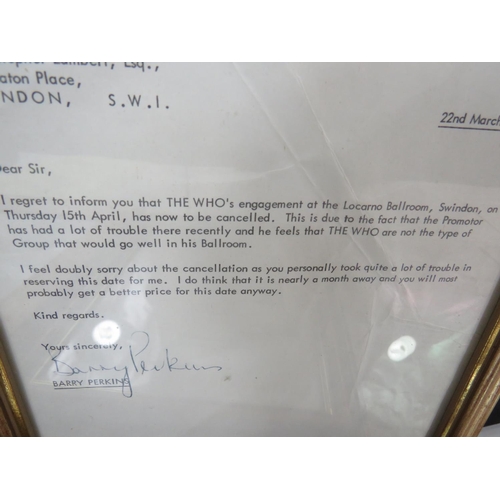 Lambert, Esq.,
aton Place,
NDON, S.W.I.
22nd March
ear Sir,
I regret to inform you that THE WHO's engagement at the Locarno Ballroom, Swindon, on
Thursday 15th April, has now to be cancelled. This is due to the fact that the Promotor
has had a lot of trouble there recently and he feels that THE WHO are not the type of
Group that would go well in his Ballroom.
I feel doubly sorry about the cancellation as you personally took quite a lot of trouble in
reserving this date for me. I do think that it is nearly a month away and you will most
probably get a better price for this date anyway.
Kind regards.
Yours sincerely,
Barry Perkins
BARRY PERKINS